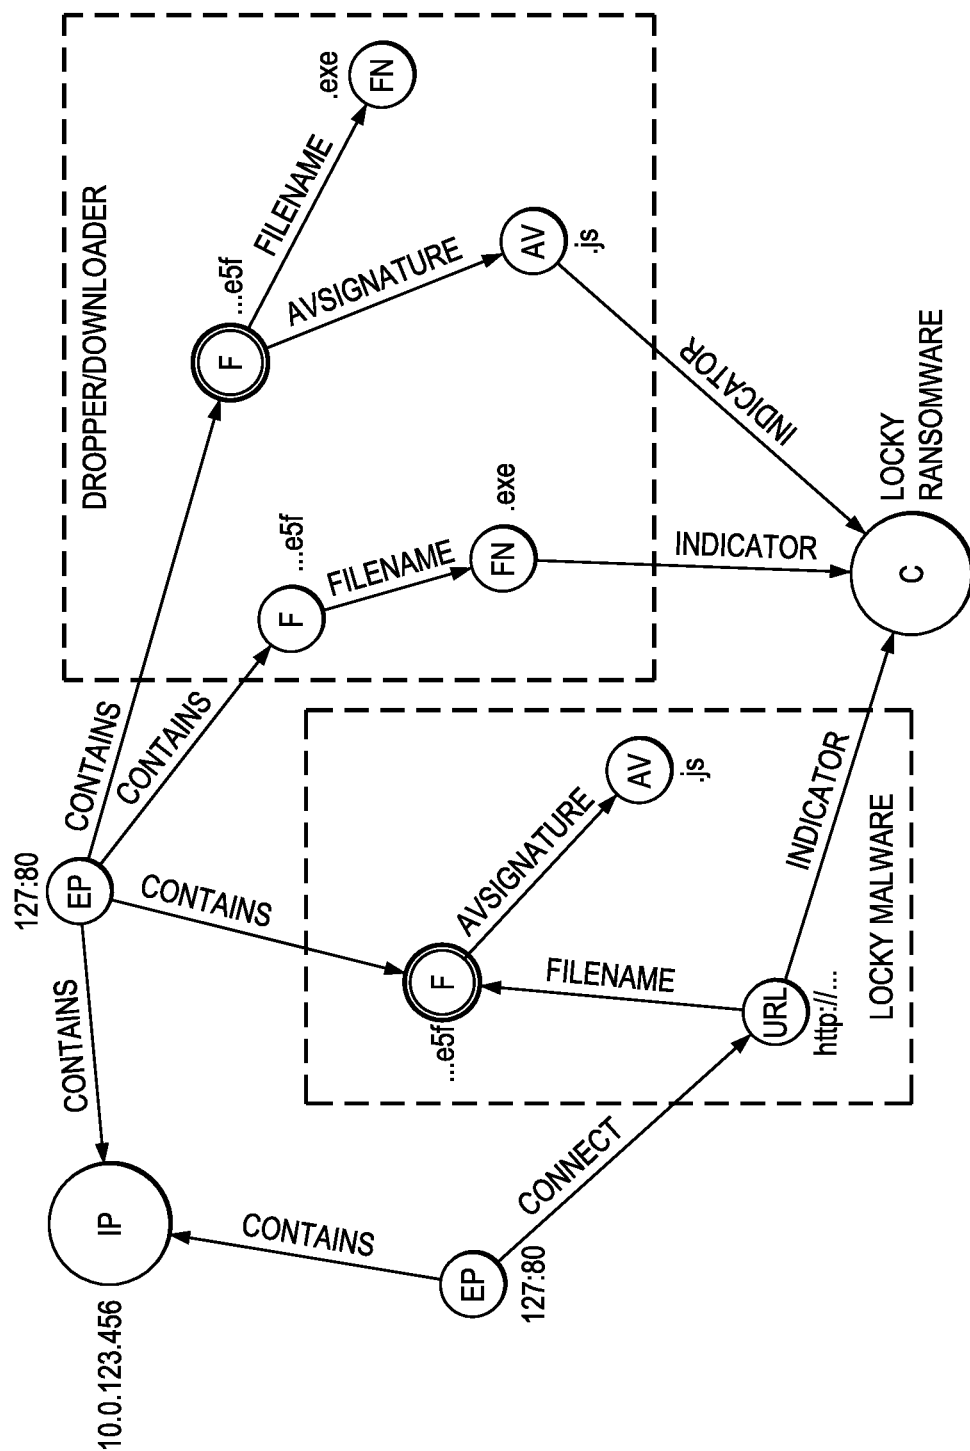 10.0.123.456
IP
CONTAINS
CONTAINS
127:80
EP
EP
127:80
CONNECT
CONTAINS
CONTAINS
CONTAINS
...e5f
F
AVSIGNATURE
AV
.js
FILENAME
URL
http://...
LOCKY MALWARE
INDICATOR
DROPPER/DOWNLOADER
F
...e5f
FILENAME
FN
.exe
INDICATOR
F
...e5f
FILENAME
.exe
FN
AVSIGNATURE
AV
.js
INDICATOR
C
LOCKY
RANSOMWARE